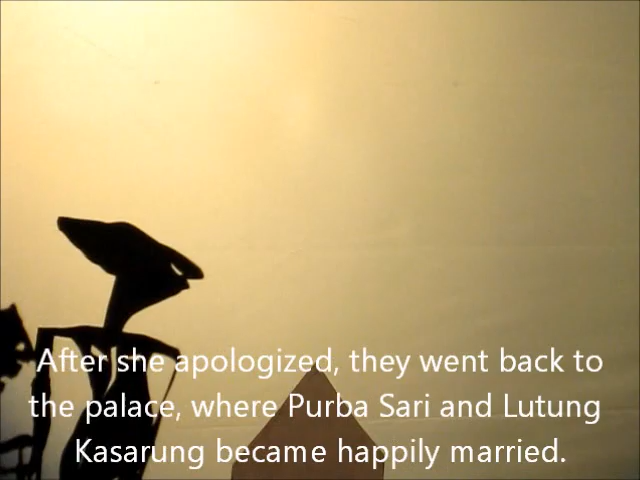 After she apologized, they went back to
the palace, where Purba Sari and Lutung
Kasarung became happily married.